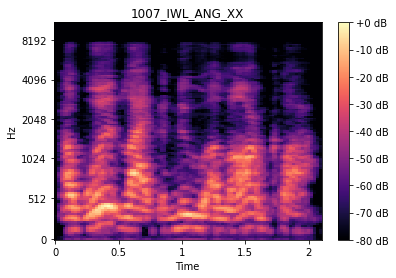 1007_IWL_ANG_XX
8192
4096
2048
1024
512
0
Hz
0
0.5
1
1.5
2
Time
+0 dB
-10 dB
-20 dB
-30 dB
-40 dB
-50 dB
-60 dB
-70 dB
-80 dB